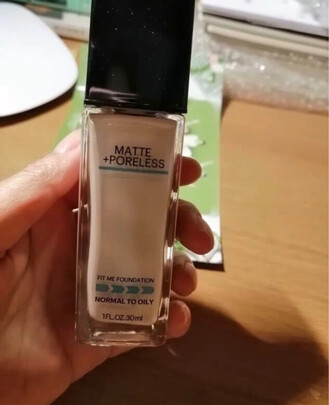 MATTE
+PORELESS
FIT ME FOUNDATION
NORMAL TO OILY
1FL.OZ.30ml